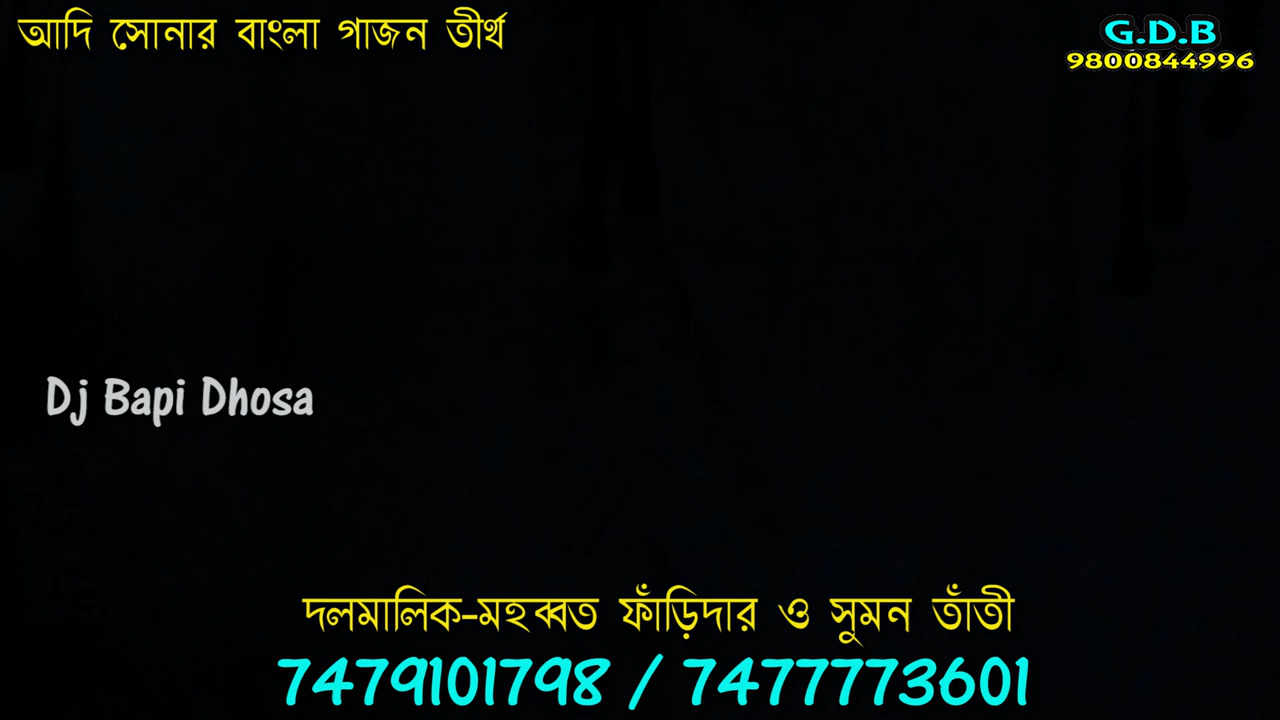 আদি সোনার বাংলা গাজন তীর্থ
G.D.B
9800844996
Dj Bapi Dhosa
দলমালিক-মহব্বত ফাঁড়িদার ও সুমন তাঁতী
7479101798 / 7477773601